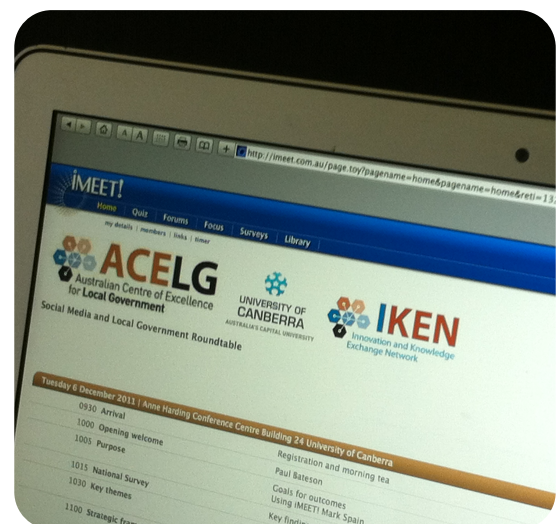 A A
http://imeet.com.au/page.toy?pagename=home&pagename=home&reti=13
iMEET!
Home Quiz Forums Focus Surveys Library
my details | members | links | timer
ACELG
Australian Centre of Excellence
for Local Government
UNIVERSITY OF
CANBERRA
AUSTRALIA'S CAPITAL UNIVERSITY
IKEN
Innovation and Knowledge
Exchange Network
Social Media and Local Government Roundtable
Tuesday 6 December 2011 | Anne Harding Conference Centre Building 24 University of Canberra
0930 Arrival Registration and morning tea
1000 Opening welcome Paul Bateson
1005 Purpose Goals for outcomes
Using iMEET! Mark Spain
1015 National Survey
1030 Key themes
1100 Strategic